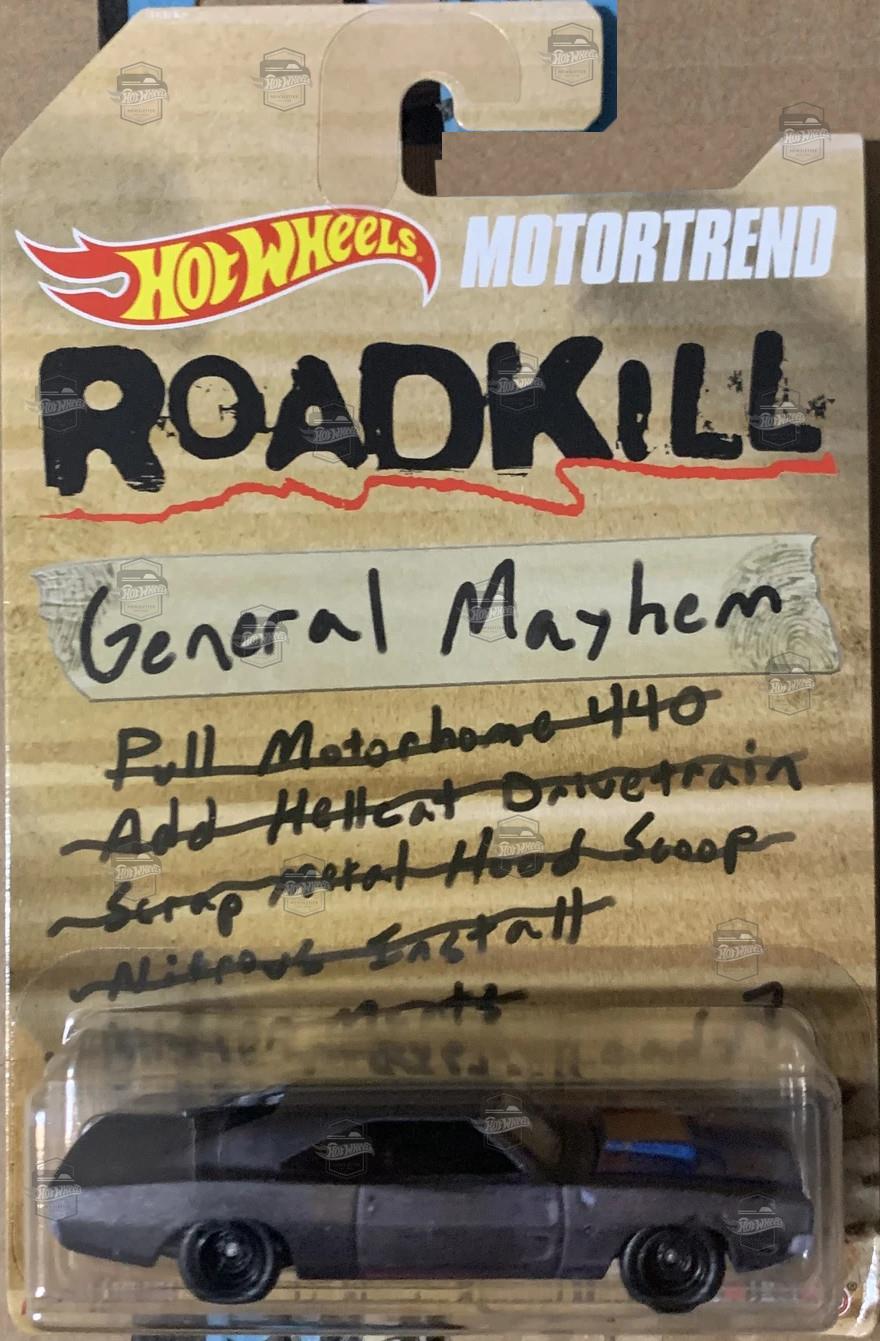 HOT WHEELS MOTORTREND
ROADKILL
General Mayhem
Pull Motorhome 440
Add Hellcat Drivetrain
Scrap Metal Hood Scoop
Nitrous Install